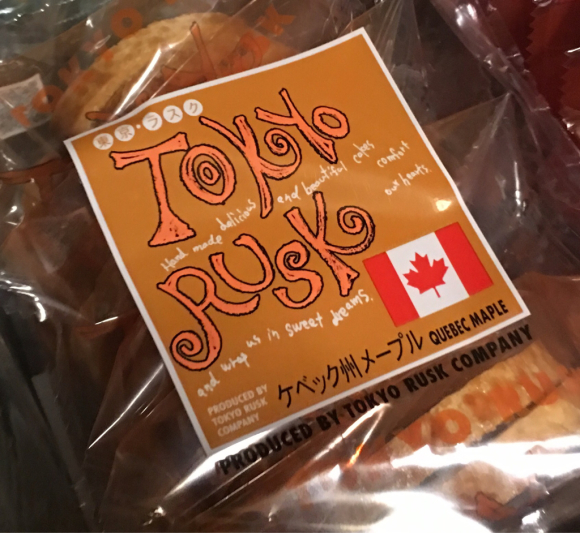 東京・ラスク
TOKYO
RUSK
Hand made delicious and beautiful cakes comfort our hearts
and wrap us in sweet dreams.
ケベック州メープル QUEBEC MAPLE
PRODUCED BY
TOKYO RUSK
COMPANY
PRODUCED BY TOKYO RUSK COMPANY